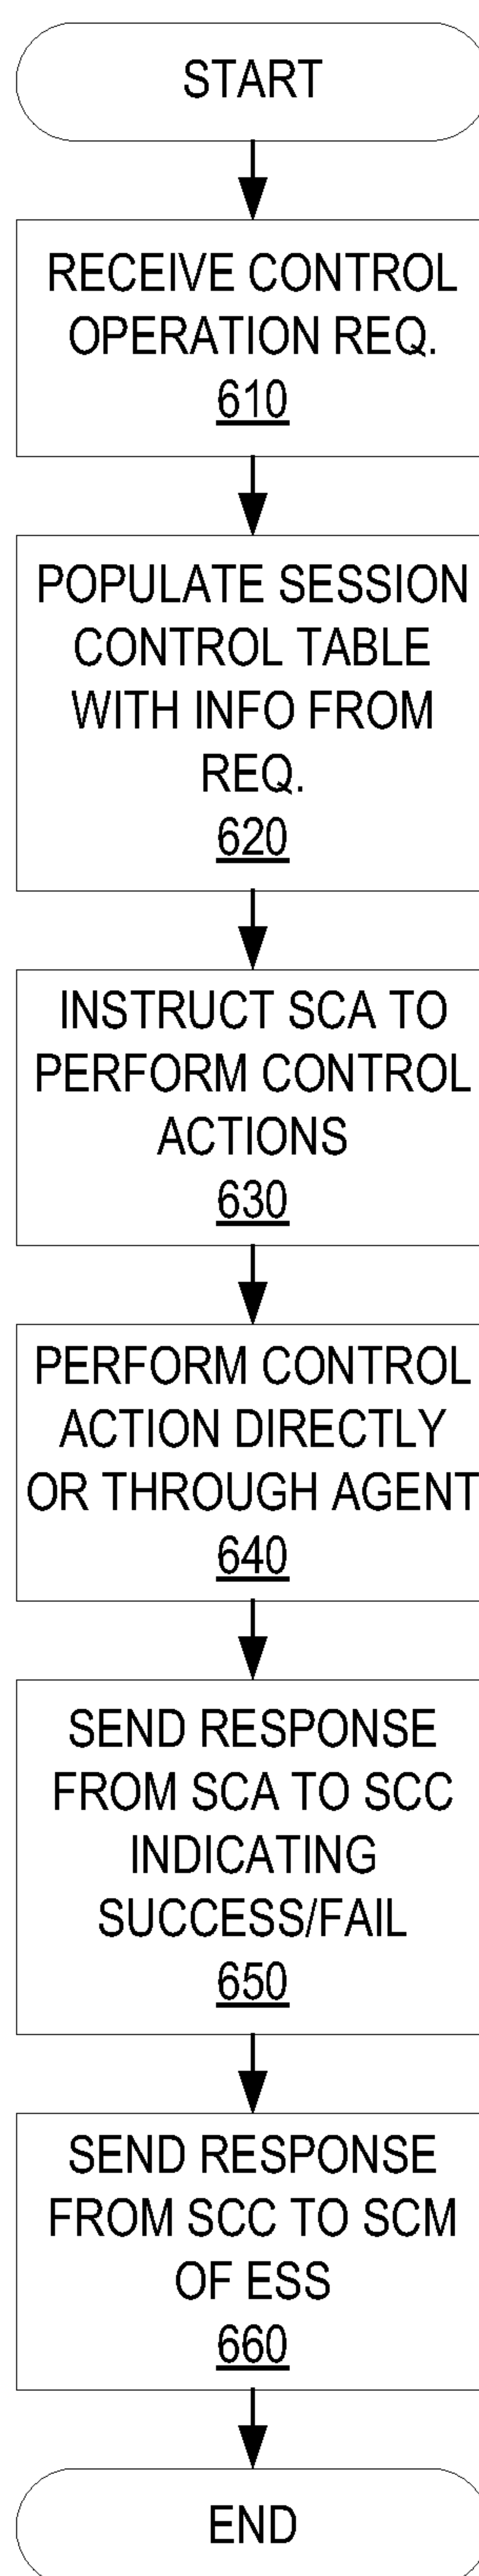 START
RECEIVE CONTROL
OPERATION REQ.
610
POPULATE SESSION
CONTROL TABLE
WITH INFO FROM
REQ.
620
INSTRUCT SCA TO
PERFORM CONTROL
ACTIONS
630
PERFORM CONTROL
ACTION DIRECTLY
OR THROUGH AGENT
640
SEND RESPONSE
FROM SCA TO SCC
INDICATING
SUCCESS/FAIL
650
SEND RESPONSE
FROM SCC TO SCM
OF ESS
660
END